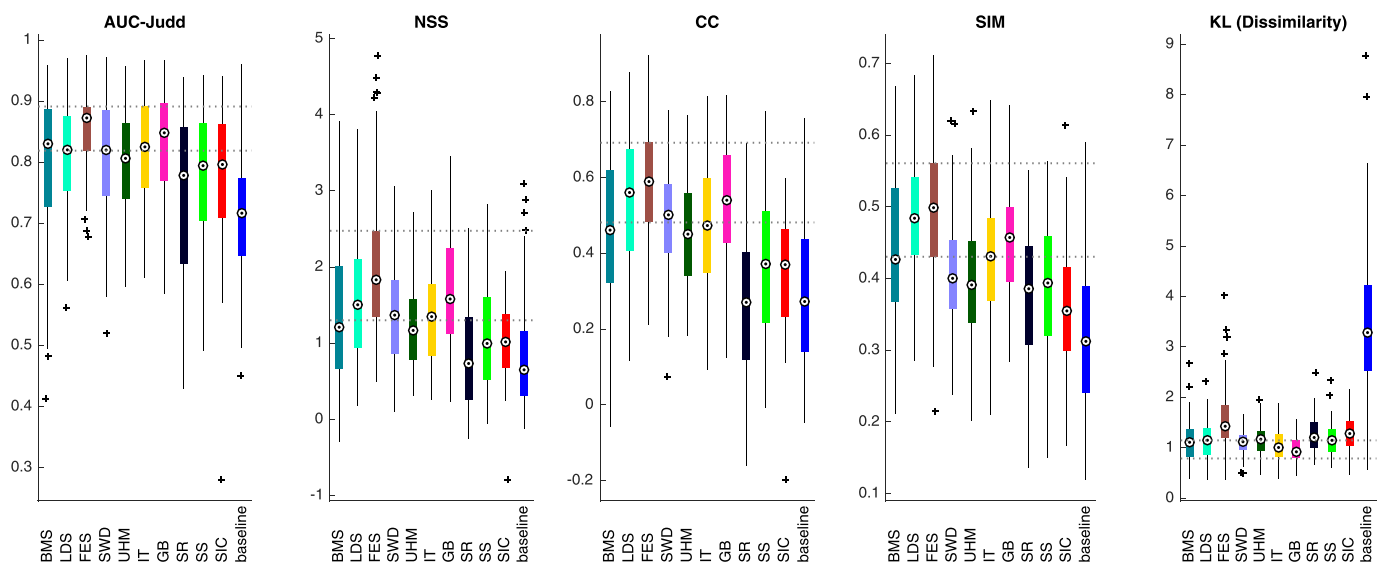 AUC-Judd
1
0.9
0.8
0.7
0.6
0.5
0.4
0.3
BMS
LDS
FES
SWD
UHM
IT
GB
SR
SS
SIC
baseline
NSS
5
4
3
2
1
0
-1
BMS
LDS
FES
SWD
UHM
IT
GB
SR
SS
SIC
baseline
CC
0.8
0.6
0.4
0.2
0
-0.2
BMS
LDS
FES
SWD
UHM
IT
GB
SR
SS
SIC
baseline
SIM
0.7
0.6
0.5
0.4
0.3
0.2
0.1
BMS
LDS
FES
SWD
UHM
IT
GB
SR
SS
SIC
baseline
KL (Dissimilarity)
9
8
7
6
5
4
3
2
1
0
BMS
LDS
FES
SWD
UHM
IT
GB
SR
SS
SIC
baseline